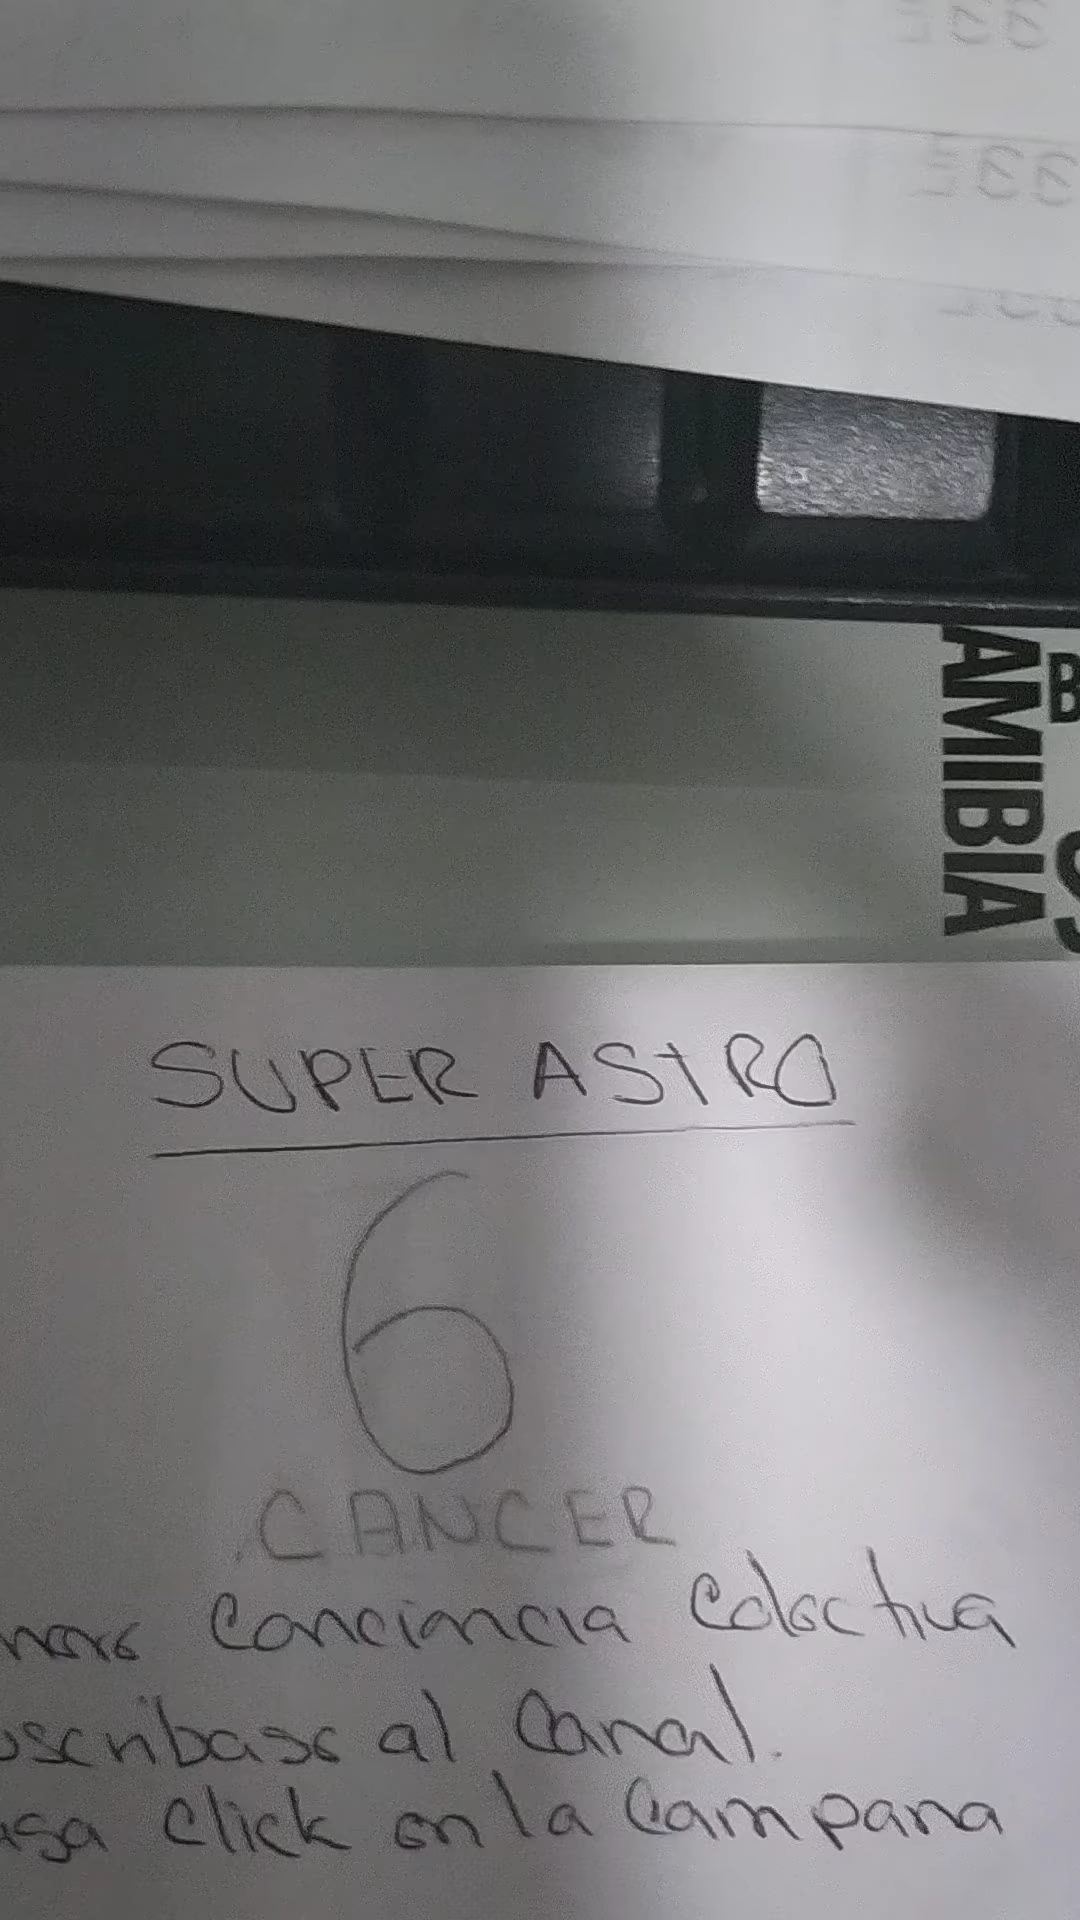 B
AMIBIA
SUPER ASTRO
6
CANCER
Conciencia Colectiva
al Canal.
Click en la Campana